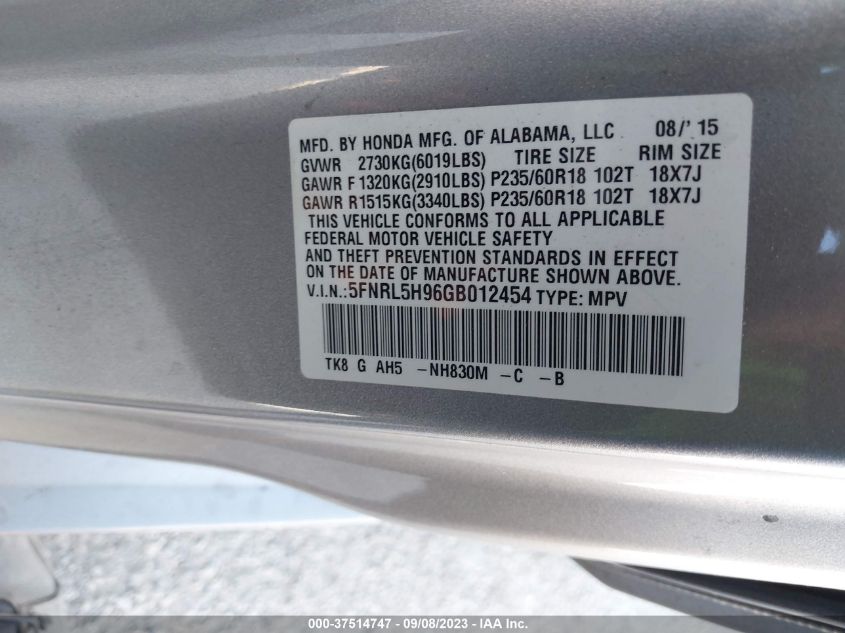 MFD. BY HONDA MFG. OF ALABAMA, LLC 08/' 15
GVWR 2730KG(6019LBS) TIRE SIZE RIM SIZE
GAWR F 1320KG(2910LBS) P235/60R18 102T 18X7J
GAWR R1515KG(3340LBS) P235/60R18 102T 18X7J
THIS VEHICLE CONFORMS TO ALL APPLICABLE
FEDERAL MOTOR VEHICLE SAFETY
AND THEFT PREVENTION STANDARDS IN EFFECT
ON THE DATE OF MANUFACTURE SHOWN ABOVE.
V.I.N.:5FNRL5H96GB012454 TYPE: MPV
TK8 G AH5 -NH830M -C -B
000-37514747 - 09/08/2023 - IAA Inc.